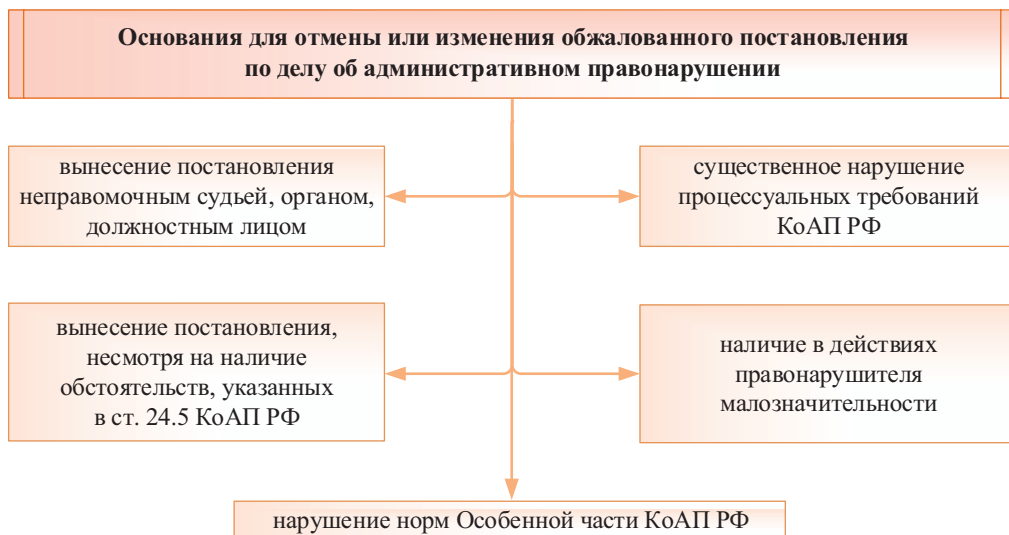 Основания для отмены или изменения обжалованного постановления
по делу об административном правонарушении
вынесение постановления
неправомочным судьей, органом,
должностным лицом
существенное нарушение
процессуальных требований
КоАП РФ
вынесение постановления,
несмотря на наличие
обстоятельств, указанных
в ст. 24.5 КоАП РФ
наличие в действиях
правонарушителя
малозначительности
нарушение норм Особенной части КоАП РФ